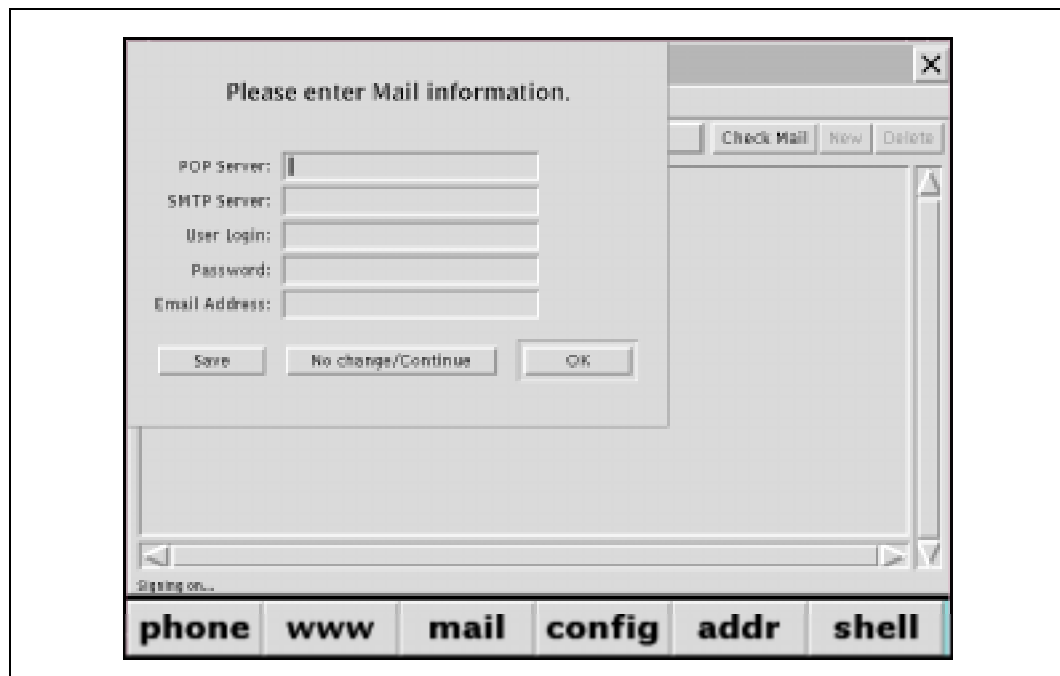 Please enter Mail information.
Check Mail New Delete
POP Server:
SMTP Server:
User Login:
Password:
Email Address:
Save No change/Continue OK
Signing on...
phone www mail config addr shell